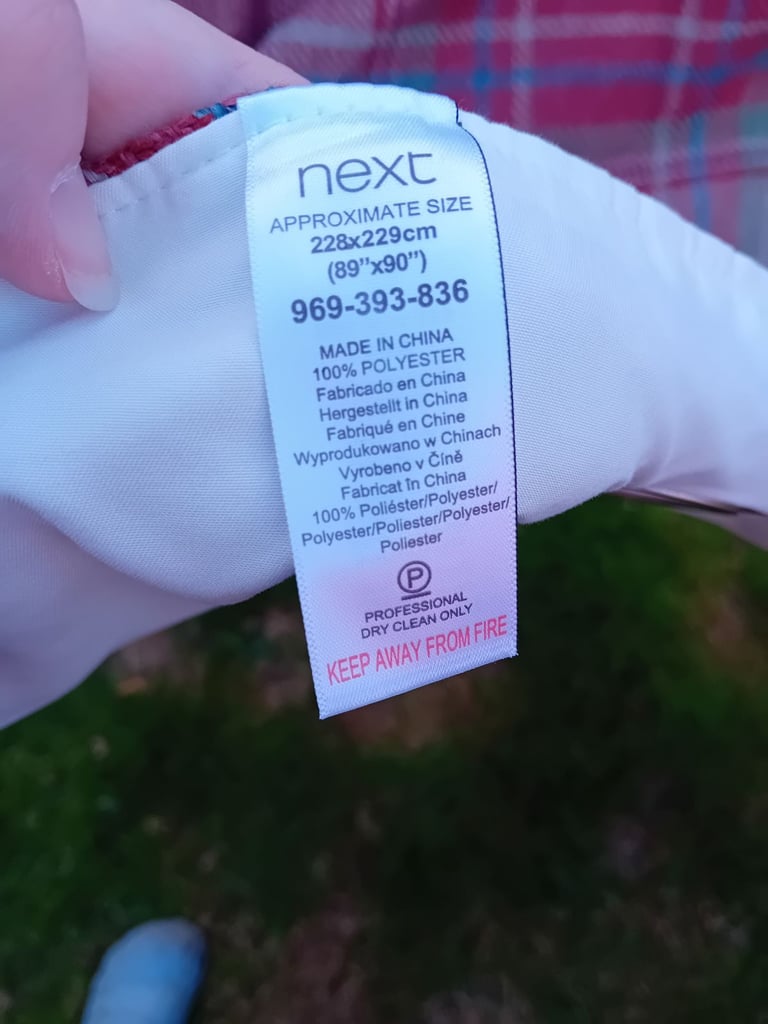 next
APPROXIMATE SIZE
228x229cm
(89”x90”)
969-393-836
MADE IN CHINA
100% POLYESTER
Fabricado en China
Hergestellt in China
Fabriqué en Chine
Wyprodukowano w Chinach
Vyrobeno v Číně
Fabricat în China
100% Poliéster/Polyester/
Polyester/Poliester/Polyester/
Poliester
P
PROFESSIONAL
DRY CLEAN ONLY
KEEP AWAY FROM FIRE